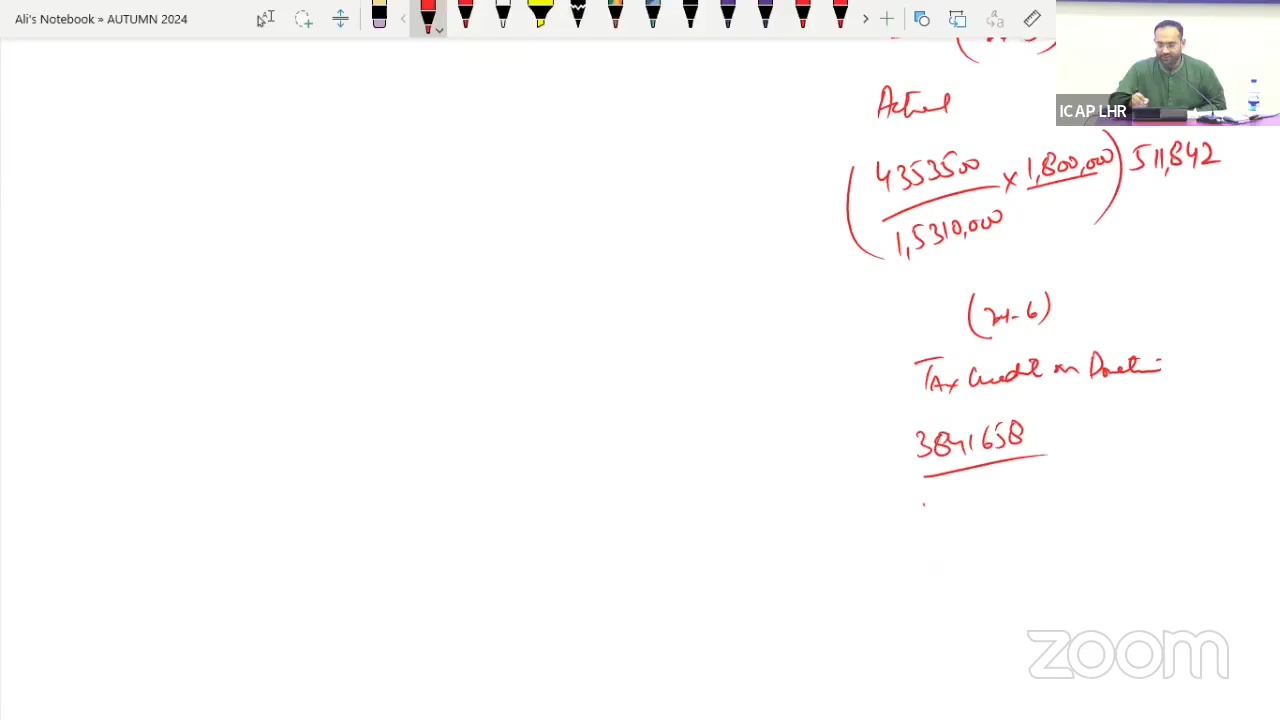 Ali's Notebook » AUTUMN 2024
ICAP LHR
Actual
( 4353500 × 1,800,000 ) 511,842
1,5310,000
(24-6)
Tax Credit on Donation
3841658
zoom